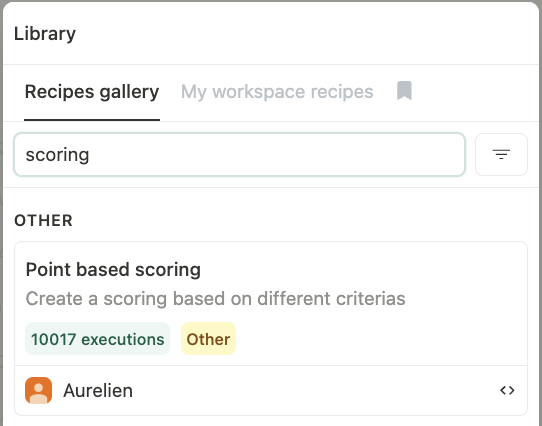 Library
Recipes gallery My workspace recipes
scoring
OTHER
Point based scoring
Create a scoring based on different criterias
10017 executions Other
Aurelien